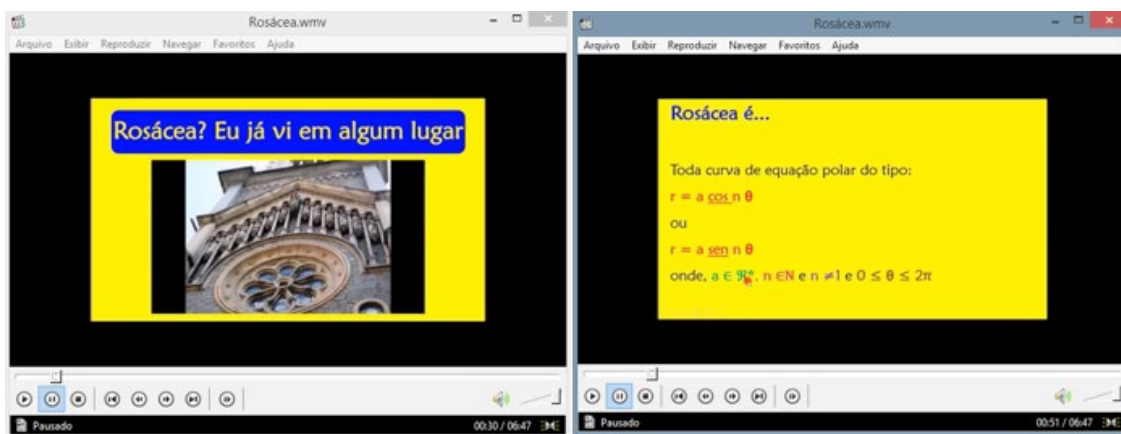 Rosácea.wmv
Arquivo Exibir Reproduzir Navegar Favoritos Ajuda
Rosácea? Eu já vi em algum lugar
Pausado
00:30 / 06:47
Rosácea.wmv
Arquivo Exibir Reproduzir Navegar Favoritos Ajuda
Rosácea é...
Toda curva de equação polar do tipo:
r = a cos n θ
ou
r = a sen n θ
onde, a ∈ ℜ*, n ∈N e n ≠1 e 0 ≤ θ ≤ 2π
Pausado
00:51 / 06:47